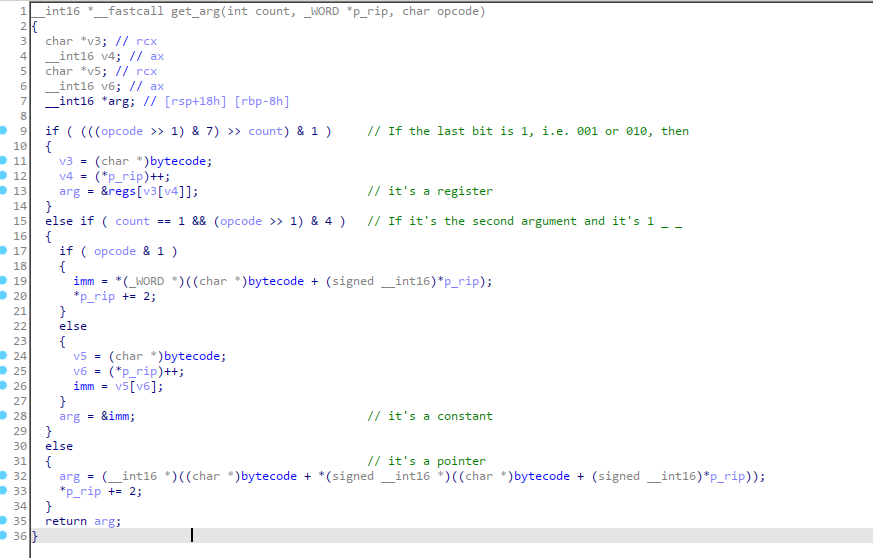 1 __int16 *__fastcall get_arg(int count, _WORD *p_rip, char opcode)
2 {
3 char *v3; // rcx
4 __int16 v4; // ax
5 char *v5; // rcx
6 __int16 v6; // ax
7 __int16 *arg; // [rsp+18h] [rbp-8h]
8
9 if ( (((opcode >> 1) & 7) >> count) & 1 ) // If the last bit is 1, i.e. 001 or 010, then
10 {
11 v3 = (char *)bytecode;
12 v4 = (*p_rip)++;
13 arg = &regs[v3[v4]]; // it's a register
14 }
15 else if ( count == 1 && (opcode >> 1) & 4 ) // If it's the second argument and it's 1 _ _
16 {
17 if ( opcode & 1 )
18 {
19 imm = *(_WORD *)((char *)bytecode + (signed __int16)*p_rip);
20 *p_rip += 2;
21 }
22 else
23 {
24 v5 = (char *)bytecode;
25 v6 = (*p_rip)++;
26 imm = v5[v6];
27 }
28 arg = &imm; // it's a constant
29 }
30 else
31 { // it's a pointer
32 arg = (__int16 *)((char *)bytecode + *(signed __int16 *)((char *)bytecode + (signed __int16)*p_rip));
33 *p_rip += 2;
34 }
35 return arg;
36 }